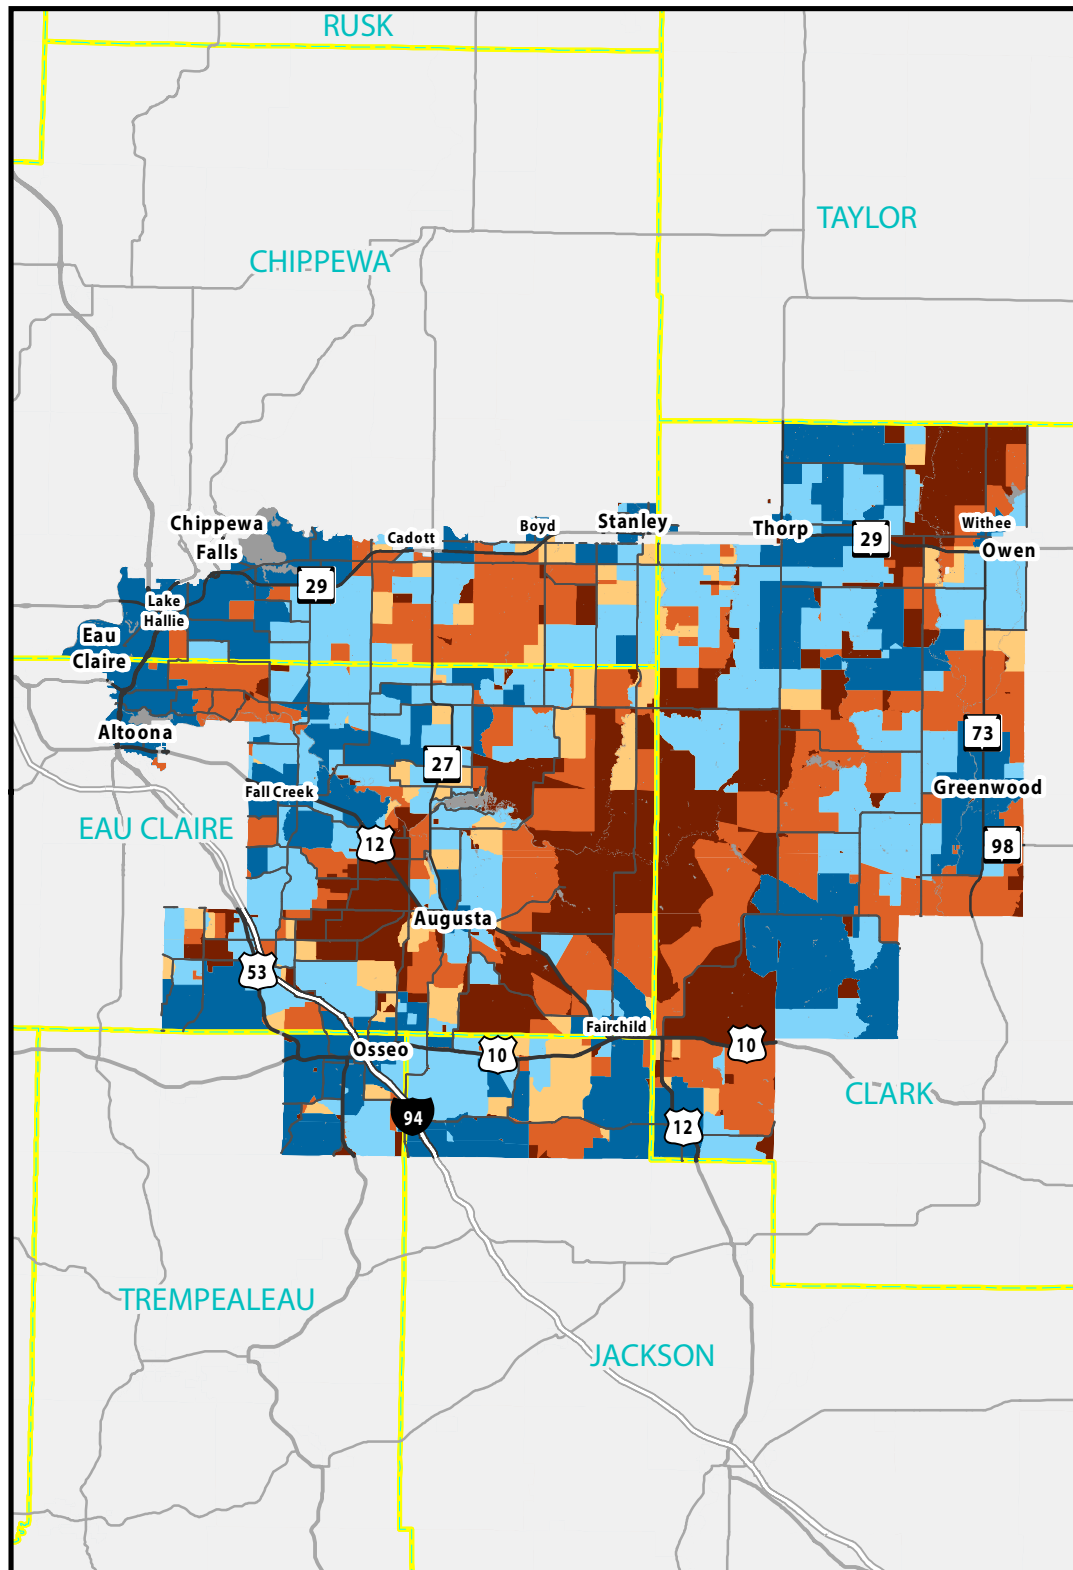 RUSK
TAYLOR
CHIPPEWA
Chippewa
Falls
Cadott
Boyd
Stanley
Thorp
29
Withee
Owen
29
Lake
Hallie
Eau
Claire
Altoona
73
27
Greenwood
Fall Creek
EAU CLAIRE
12
98
Augusta
53
Fairchild
Osseo
10
10
CLARK
94
12
TREMPEALEAU
JACKSON